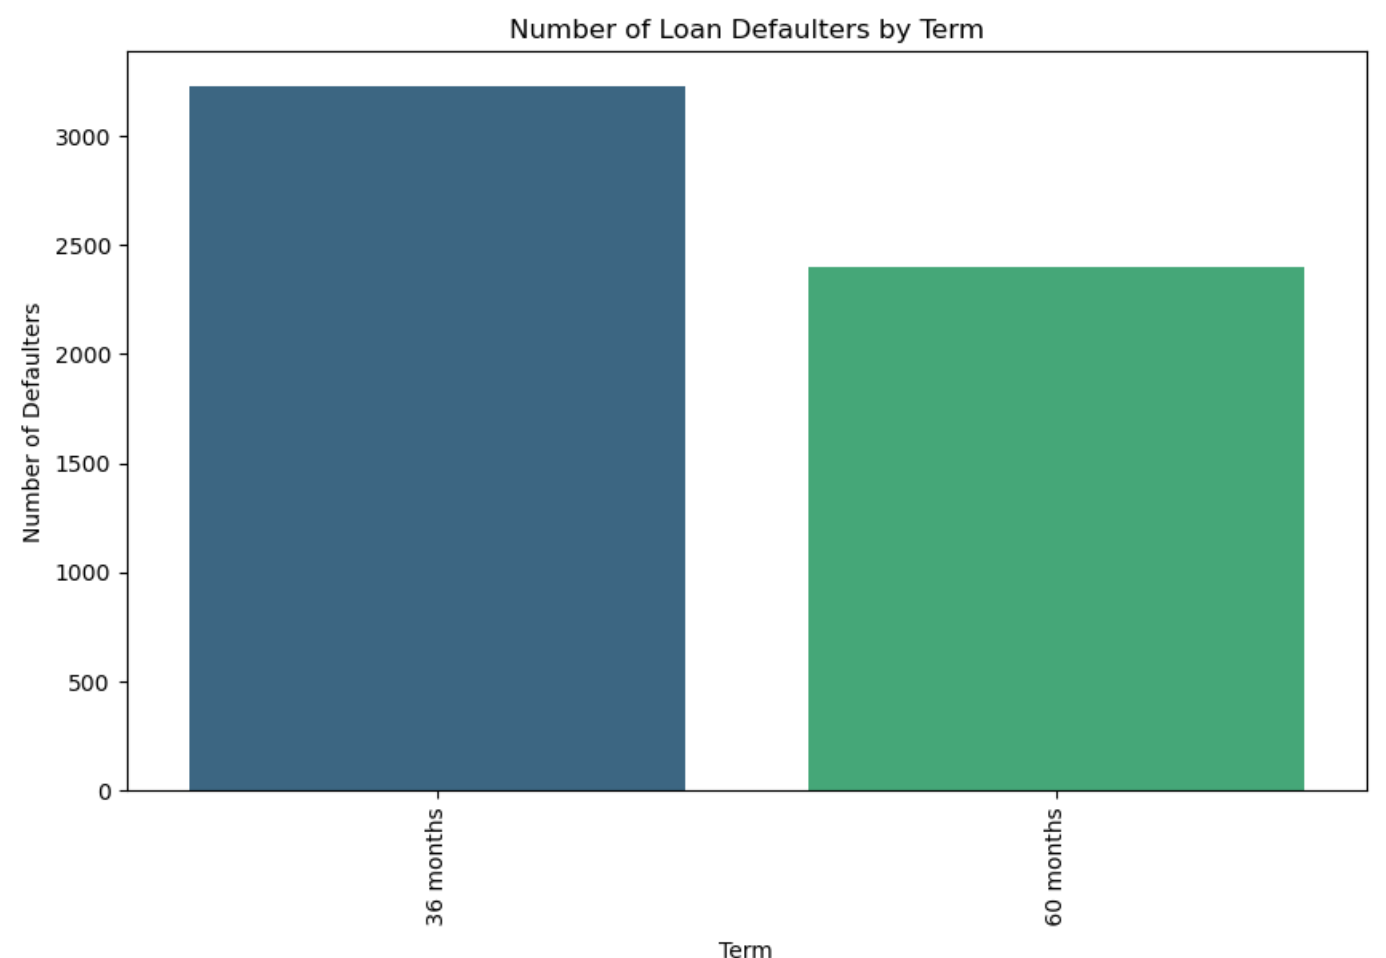 Number of Loan Defaulters by Term
Number of Defaulters
3000
2500
2000
1500
1000
500
0
36 months
60 months
Term